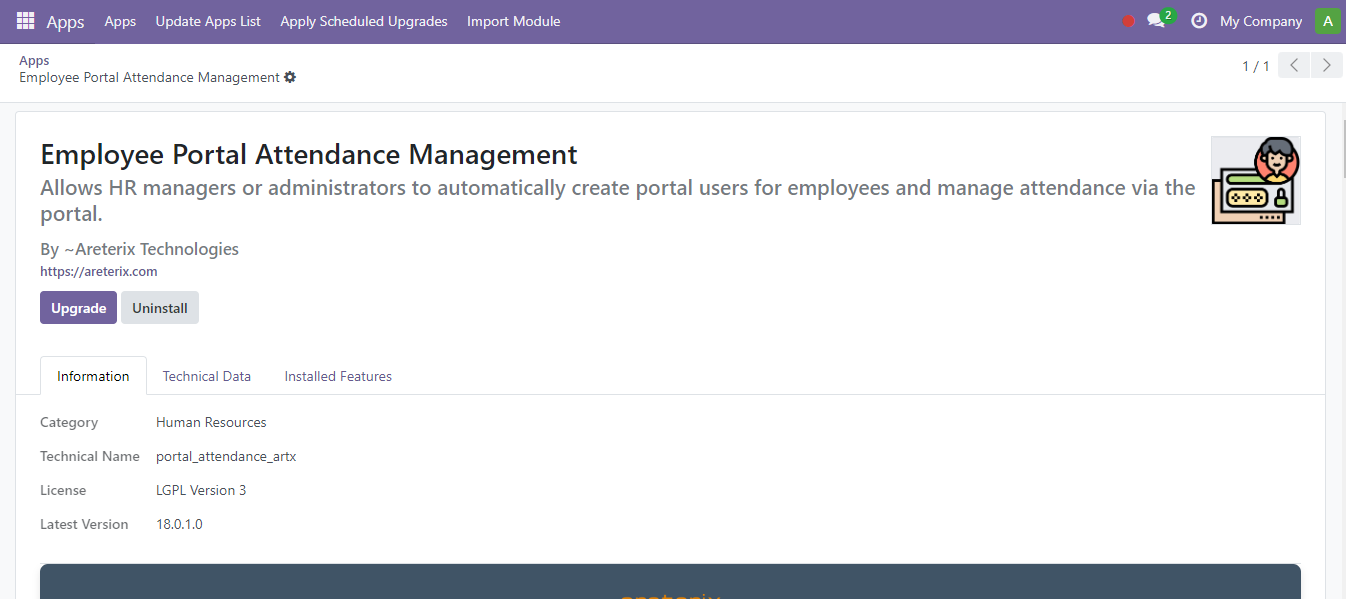 Apps Apps Update Apps List Apply Scheduled Upgrades Import Module 2 My Company A
Apps
Employee Portal Attendance Management
1 / 1
Employee Portal Attendance Management
Allows HR managers or administrators to automatically create portal users for employees and manage attendance via the
portal.
By ~Areterix Technologies
https://areterix.com
Upgrade Uninstall
Information Technical Data Installed Features
Category Human Resources
Technical Name portal_attendance_artx
License LGPL Version 3
Latest Version 18.0.1.0